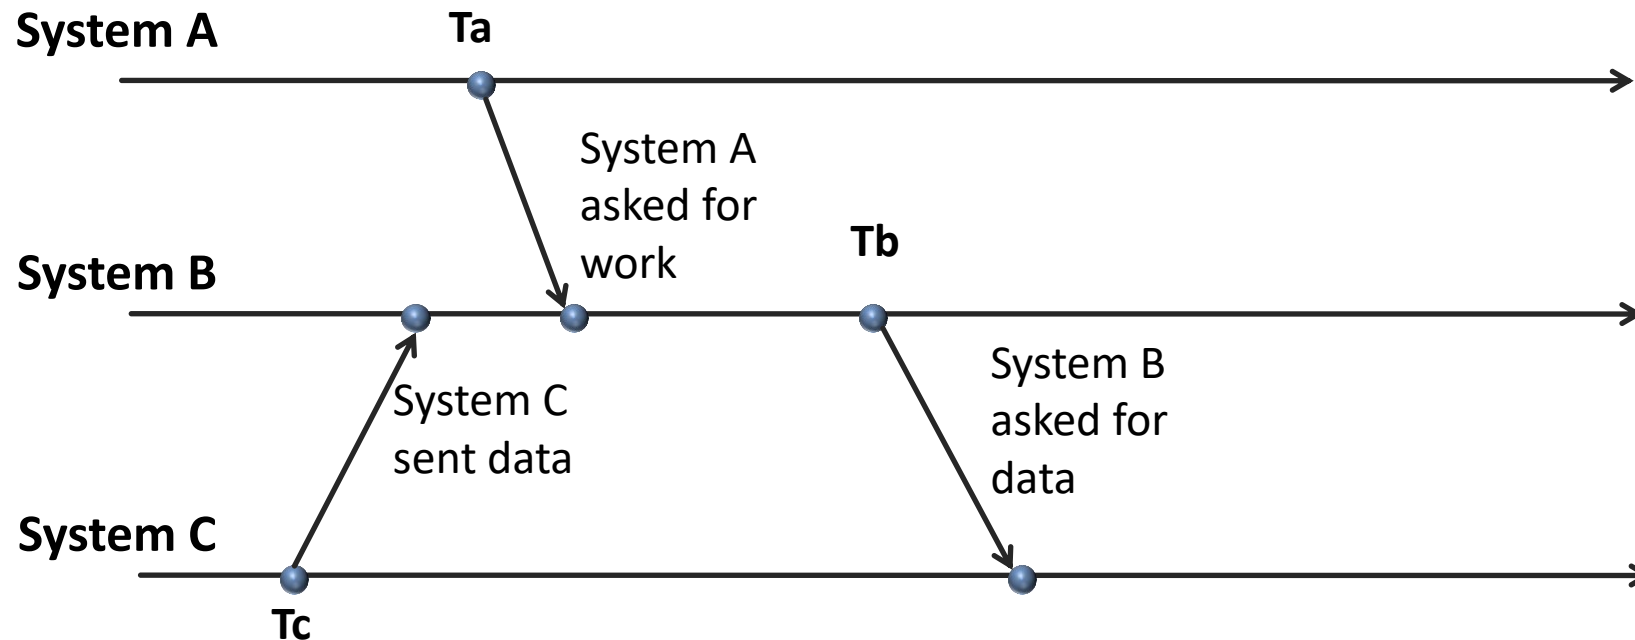 System A
Ta
System A
asked for
work
Tb
System B
System B
asked for
data
System C
sent data
System C
Tc